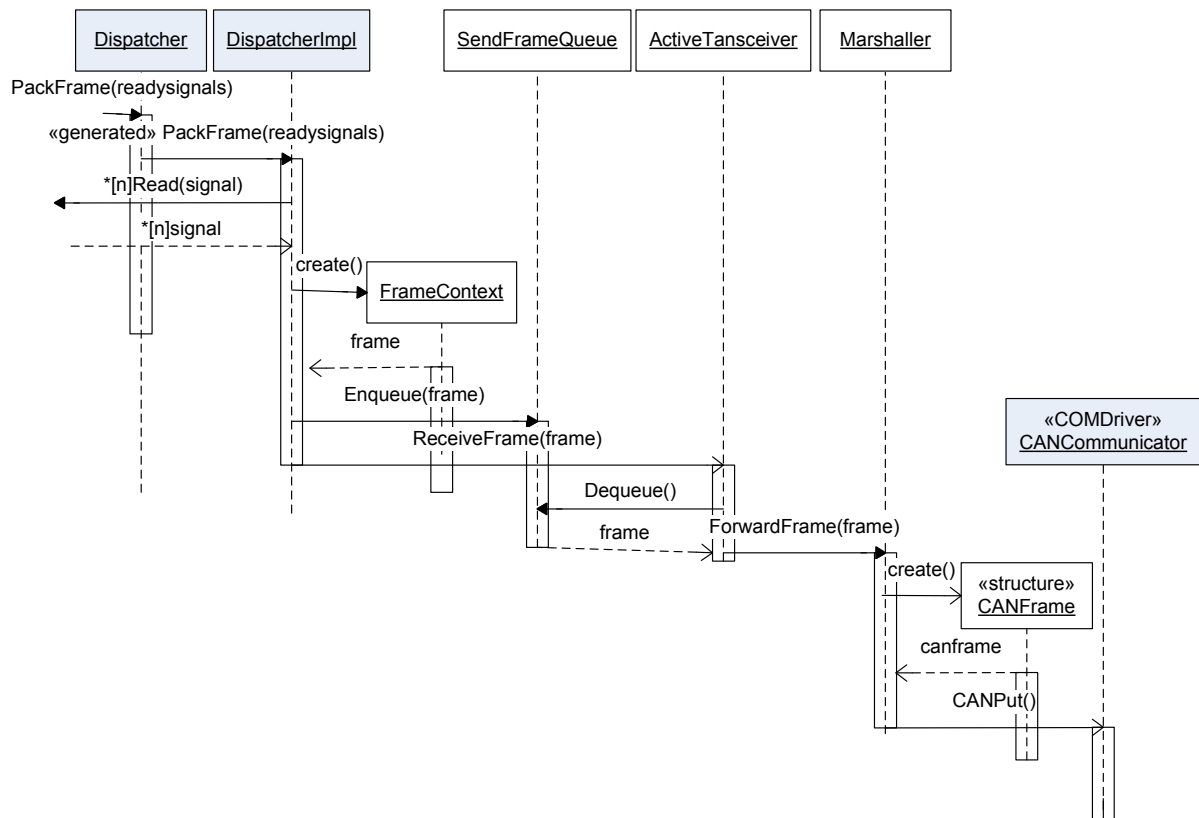 Dispatcher
DispatcherImpl
SendFrameQueue
ActiveTansceiver
Marshaller
PackFrame(readysignals)
«generated» PackFrame(readysignals)
*[n]Read(signal)
*[n]signal
create()
FrameContext
frame
Enqueue(frame)
ReceiveFrame(frame)
«COMDriver»
CANCommunicator
Dequeue()
frame
ForwardFrame(frame)
create()
«structure»
CANFrame
canframe
CANPut()